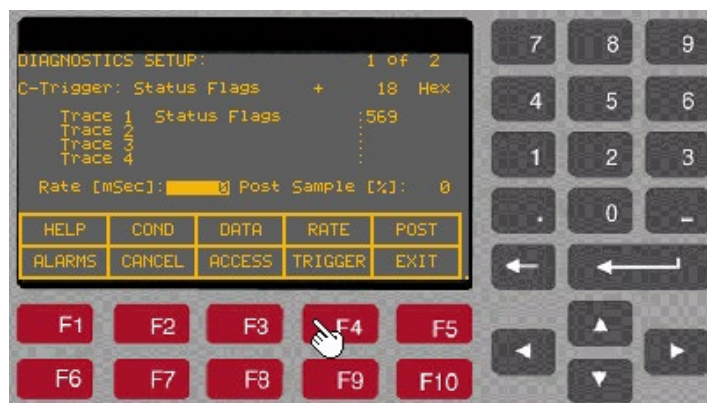 DIAGNOSTICS SETUP: 1 of 2
C-Trigger: Status Flags + 18 Hex
Trace 1 Status Flags :569
Trace 2 :
Trace 3 :
Trace 4 :
Rate [mSec]: 0 Post Sample [%]: 0
HELP COND DATA RATE POST
ALARMS CANCEL ACCESS TRIGGER EXIT
F1 F2 F3 F4 F5
F6 F7 F8 F9 F10
7 8 9
4 5 6
1 2 3
. 0 -